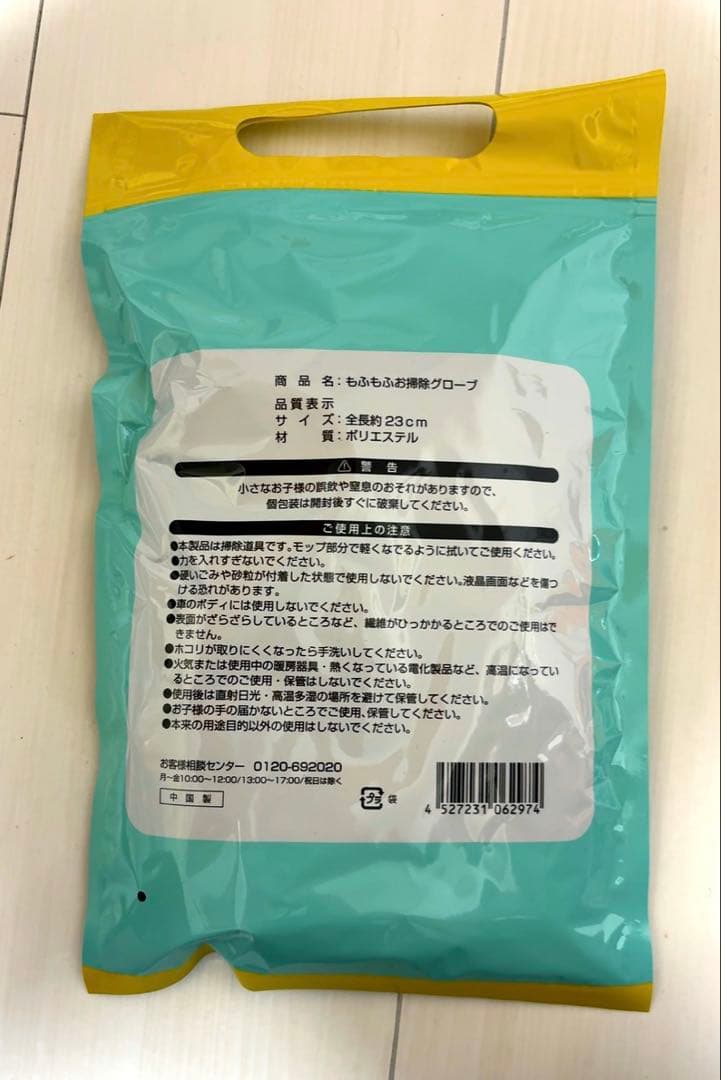 商品名:もふもふお掃除グローブ
品質表示
サイズ:全長約23cm
材質:ポリエステル
⚠ 警告
小さなお子様の誤飲や窒息のおそれがありますので、
個包装は開封後すぐに破棄してください。
ご使用上の注意
●本製品は掃除道具です。モップ部分で軽くなでるように拭いてご使用ください。
●力を入れすぎないでください。
●硬いごみや砂粒が付着した状態で使用しないでください。液晶画面などを傷つ
ける恐れがあります。
●車のボディには使用しないでください。
●表面がざらざらしているところなど、繊維がひっかかるところでのご使用はで
きません。
●ホコリが取りにくくなったら手洗いしてください。
●火気または使用中の暖房器具・熱くなっている電化製品など、高温になってい
るところでのご使用・保管はしないでください。
●使用後は直射日光・高温多湿の場所を避けて保管してください。
●お子様の手の届かないところでご使用、保管してください。
●本来の用途目的以外の使用はしないでください。
お客様相談センター 0120-692020
月〜金10:00〜12:00/13:00〜17:00/祝日は除く
中国製
プラ 袋
4 527231 062974